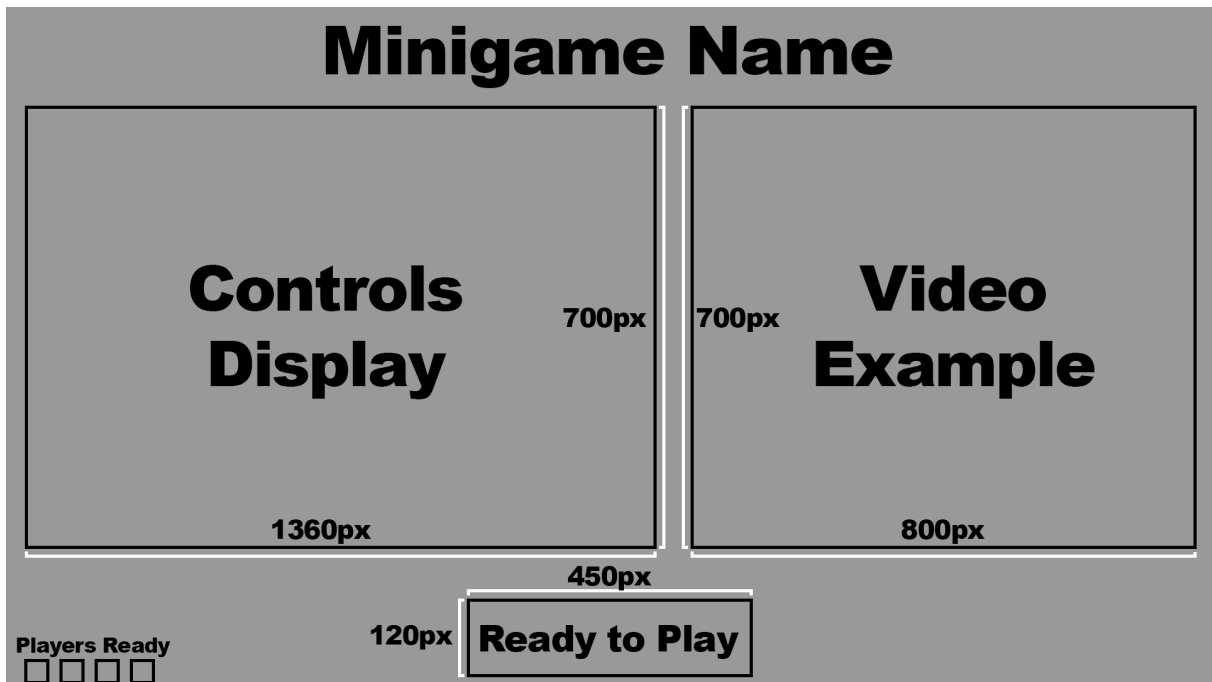 Minigame Name
Controls
Display
700px
1360px
700px
Video
Example
800px
450px
120px
Ready to Play
Players Ready